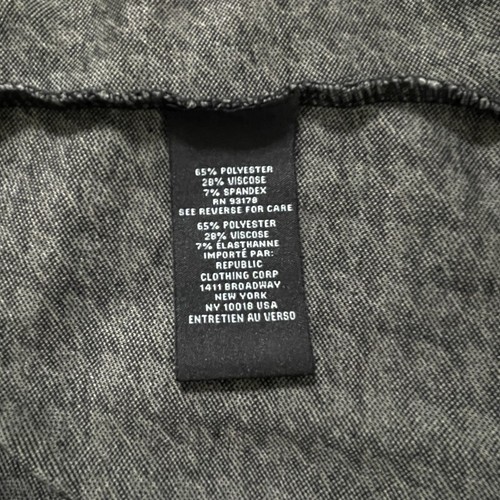 65% POLYESTER
28% VISCOSE
7% SPANDEX
RN 93178
SEE REVERSE FOR CARE
65% POLYESTER
28% VISCOSE
7% ÉLASTHANNE
IMPORTÉ PAR:
REPUBLIC
CLOTHING CORP
1411 BROADWAY
NEW YORK
NY 10018 USA
ENTRETIEN AU VERSO